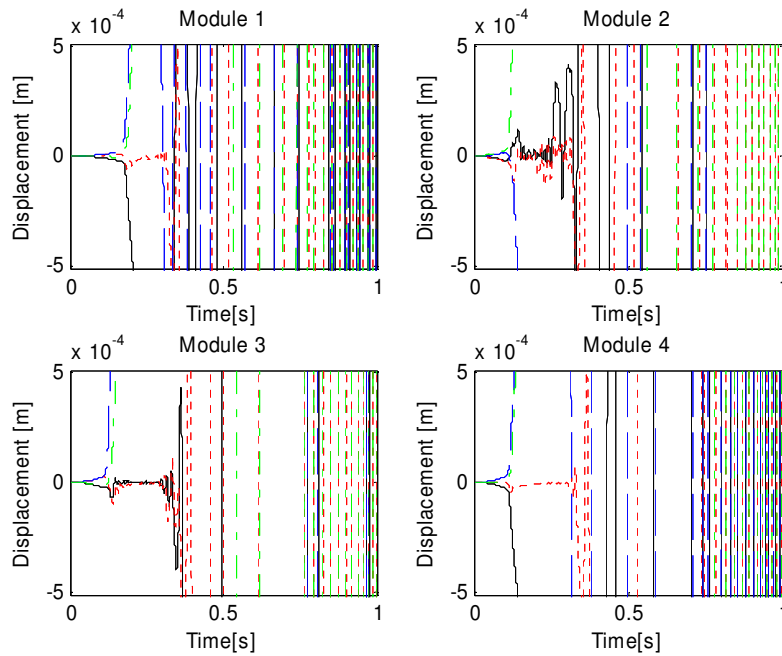 x 10^-4 Module 1
5
0
-5
Displacement [m]
0 0.5 1
Time[s]
x 10^-4 Module 2
5
0
-5
Displacement [m]
0 0.5 1
Time[s]
x 10^-4 Module 3
5
0
-5
Displacement [m]
0 0.5 1
Time[s]
x 10^-4 Module 4
5
0
-5
Displacement [m]
0 0.5 1
Time[s]